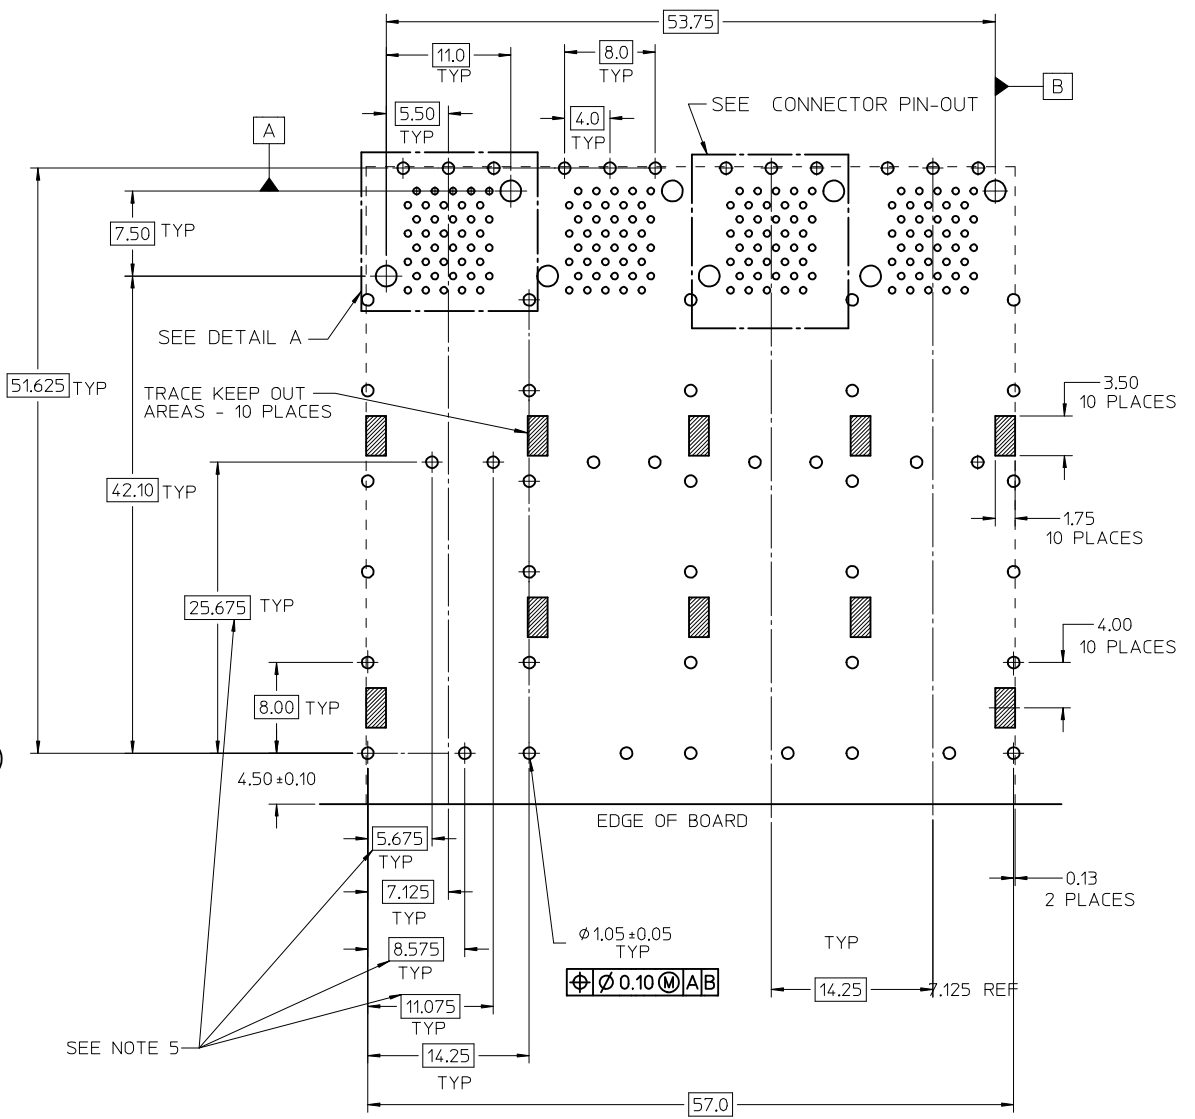 53.75
11.0
TYP
8.0
TYP
B
SEE CONNECTOR PIN-OUT
5.50
TYP
4.0
TYP
A
7.50 TYP
SEE DETAIL A
51.625 TYP
TRACE KEEP OUT
AREAS - 10 PLACES
3.50
10 PLACES
42.10 TYP
1.75
10 PLACES
25.675 TYP
4.00
10 PLACES
8.00 TYP
4.50±0.10
EDGE OF BOARD
5.675
TYP
0.13
2 PLACES
7.125
TYP
Ø1.05±0.05
TYP
TYP
8.575
TYP
⌖ Ø 0.10 Ⓜ A B
14.25
7.125 REF
11.075
TYP
SEE NOTE 5
14.25
TYP
57.0